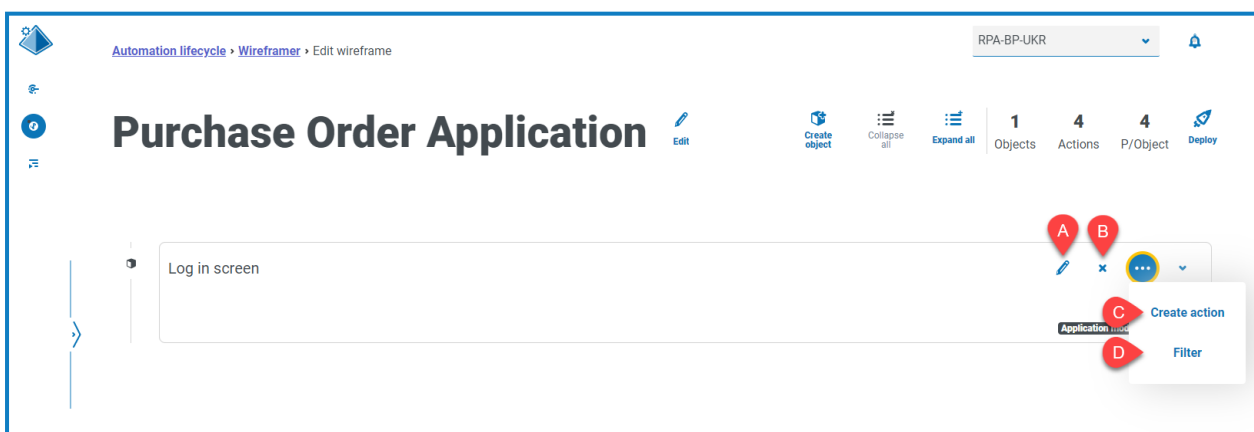 Automation lifecycle › Wireframer › Edit wireframe
RPA-BP-UKR
Purchase Order Application
Edit
Create object
Collapse all
Expand all
1 Objects
4 Actions
4 P/Object
Deploy
A
B
Log in screen
C
Create action
Application
D
Filter